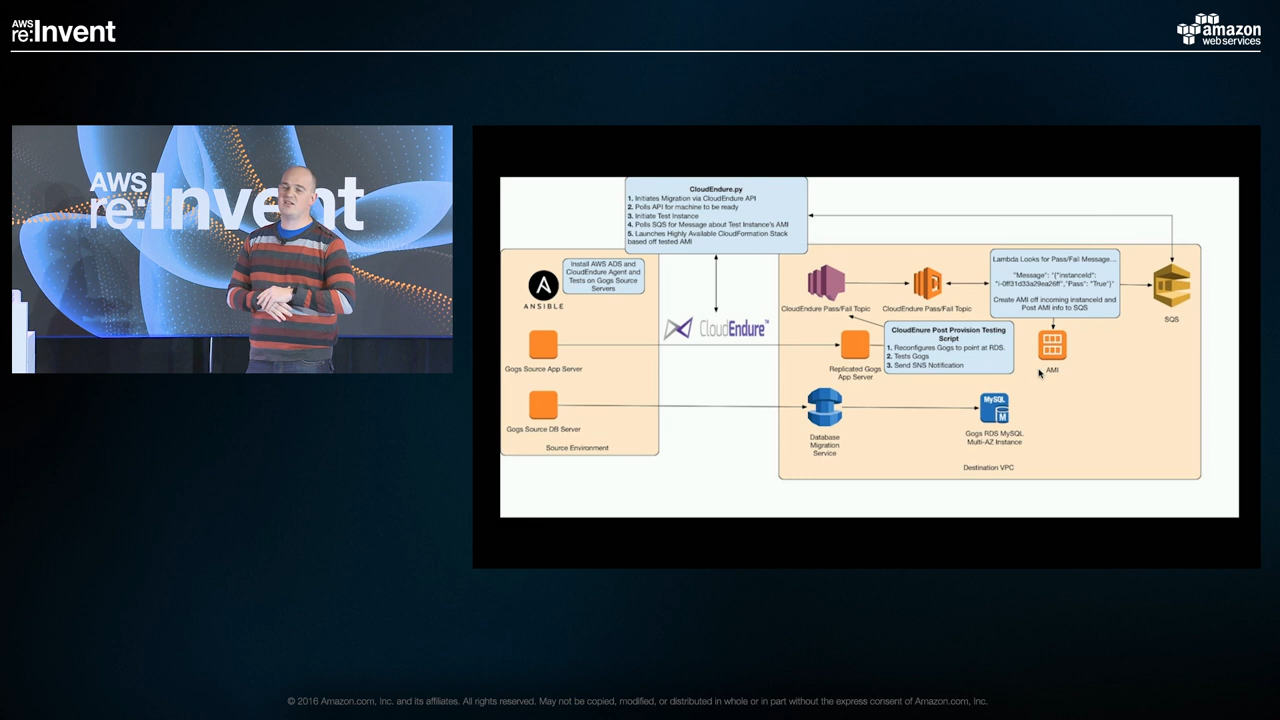 AWS
re:Invent
amazon
web services
AWS
re:Invent
CloudEndure.py
1. Initiates Migration via CloudEndure API
2. Polls API for machine to be ready
3. Initiate Test Instance
4. Polls SQS for Message about Test Instance's AMI
5. Launches Highly Available CloudFormation Stack
based off tested AMI
Install AWS ADS and
CloudEndure Agent and
Tests on Gogs Source
Servers
ANSIBLE
Gogs Source App Server
Gogs Source DB Server
Source Environment
CloudEndure™
CloudEndure Pass/Fail Topic
CloudEndure Pass/Fail Topic
Lambda Looks for Pass/Fail Message...
"Message": "{"instanceId":
"i-0ff31d33a29ea26ff","Pass": "True"}"
Create AMI off incoming instanceId and
Post AMI info to SQS
SQS
CloudEnure Post Provision Testing
Script
1. Reconfigures Gogs to point at RDS.
2. Tests Gogs
3. Send SNS Notification
Replicated Gogs
App Server
AMI
Database
Migration
Service
MySQL
M
Gogs RDS MySQL
Multi-AZ Instance
Destination VPC
© 2016 Amazon.com, Inc. and its affiliates. All rights reserved. May not be copied, modified, or distributed in whole or in part without the express consent of Amazon.com, Inc.